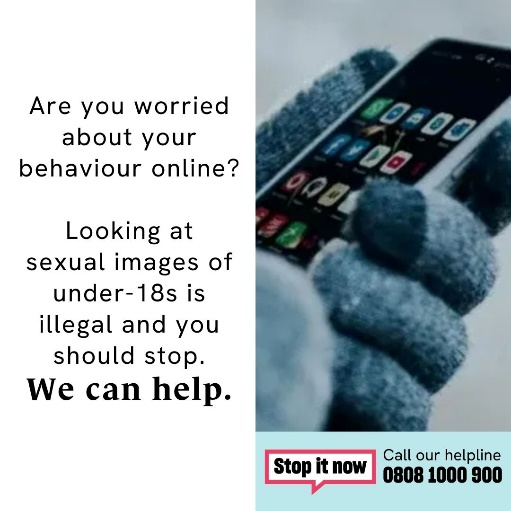 Are you worried
about your
behaviour online?
Looking at
sexual images of
under-18s is
illegal and you
should stop.
We can help.
Stop it now
Call our helpline
0808 1000 900